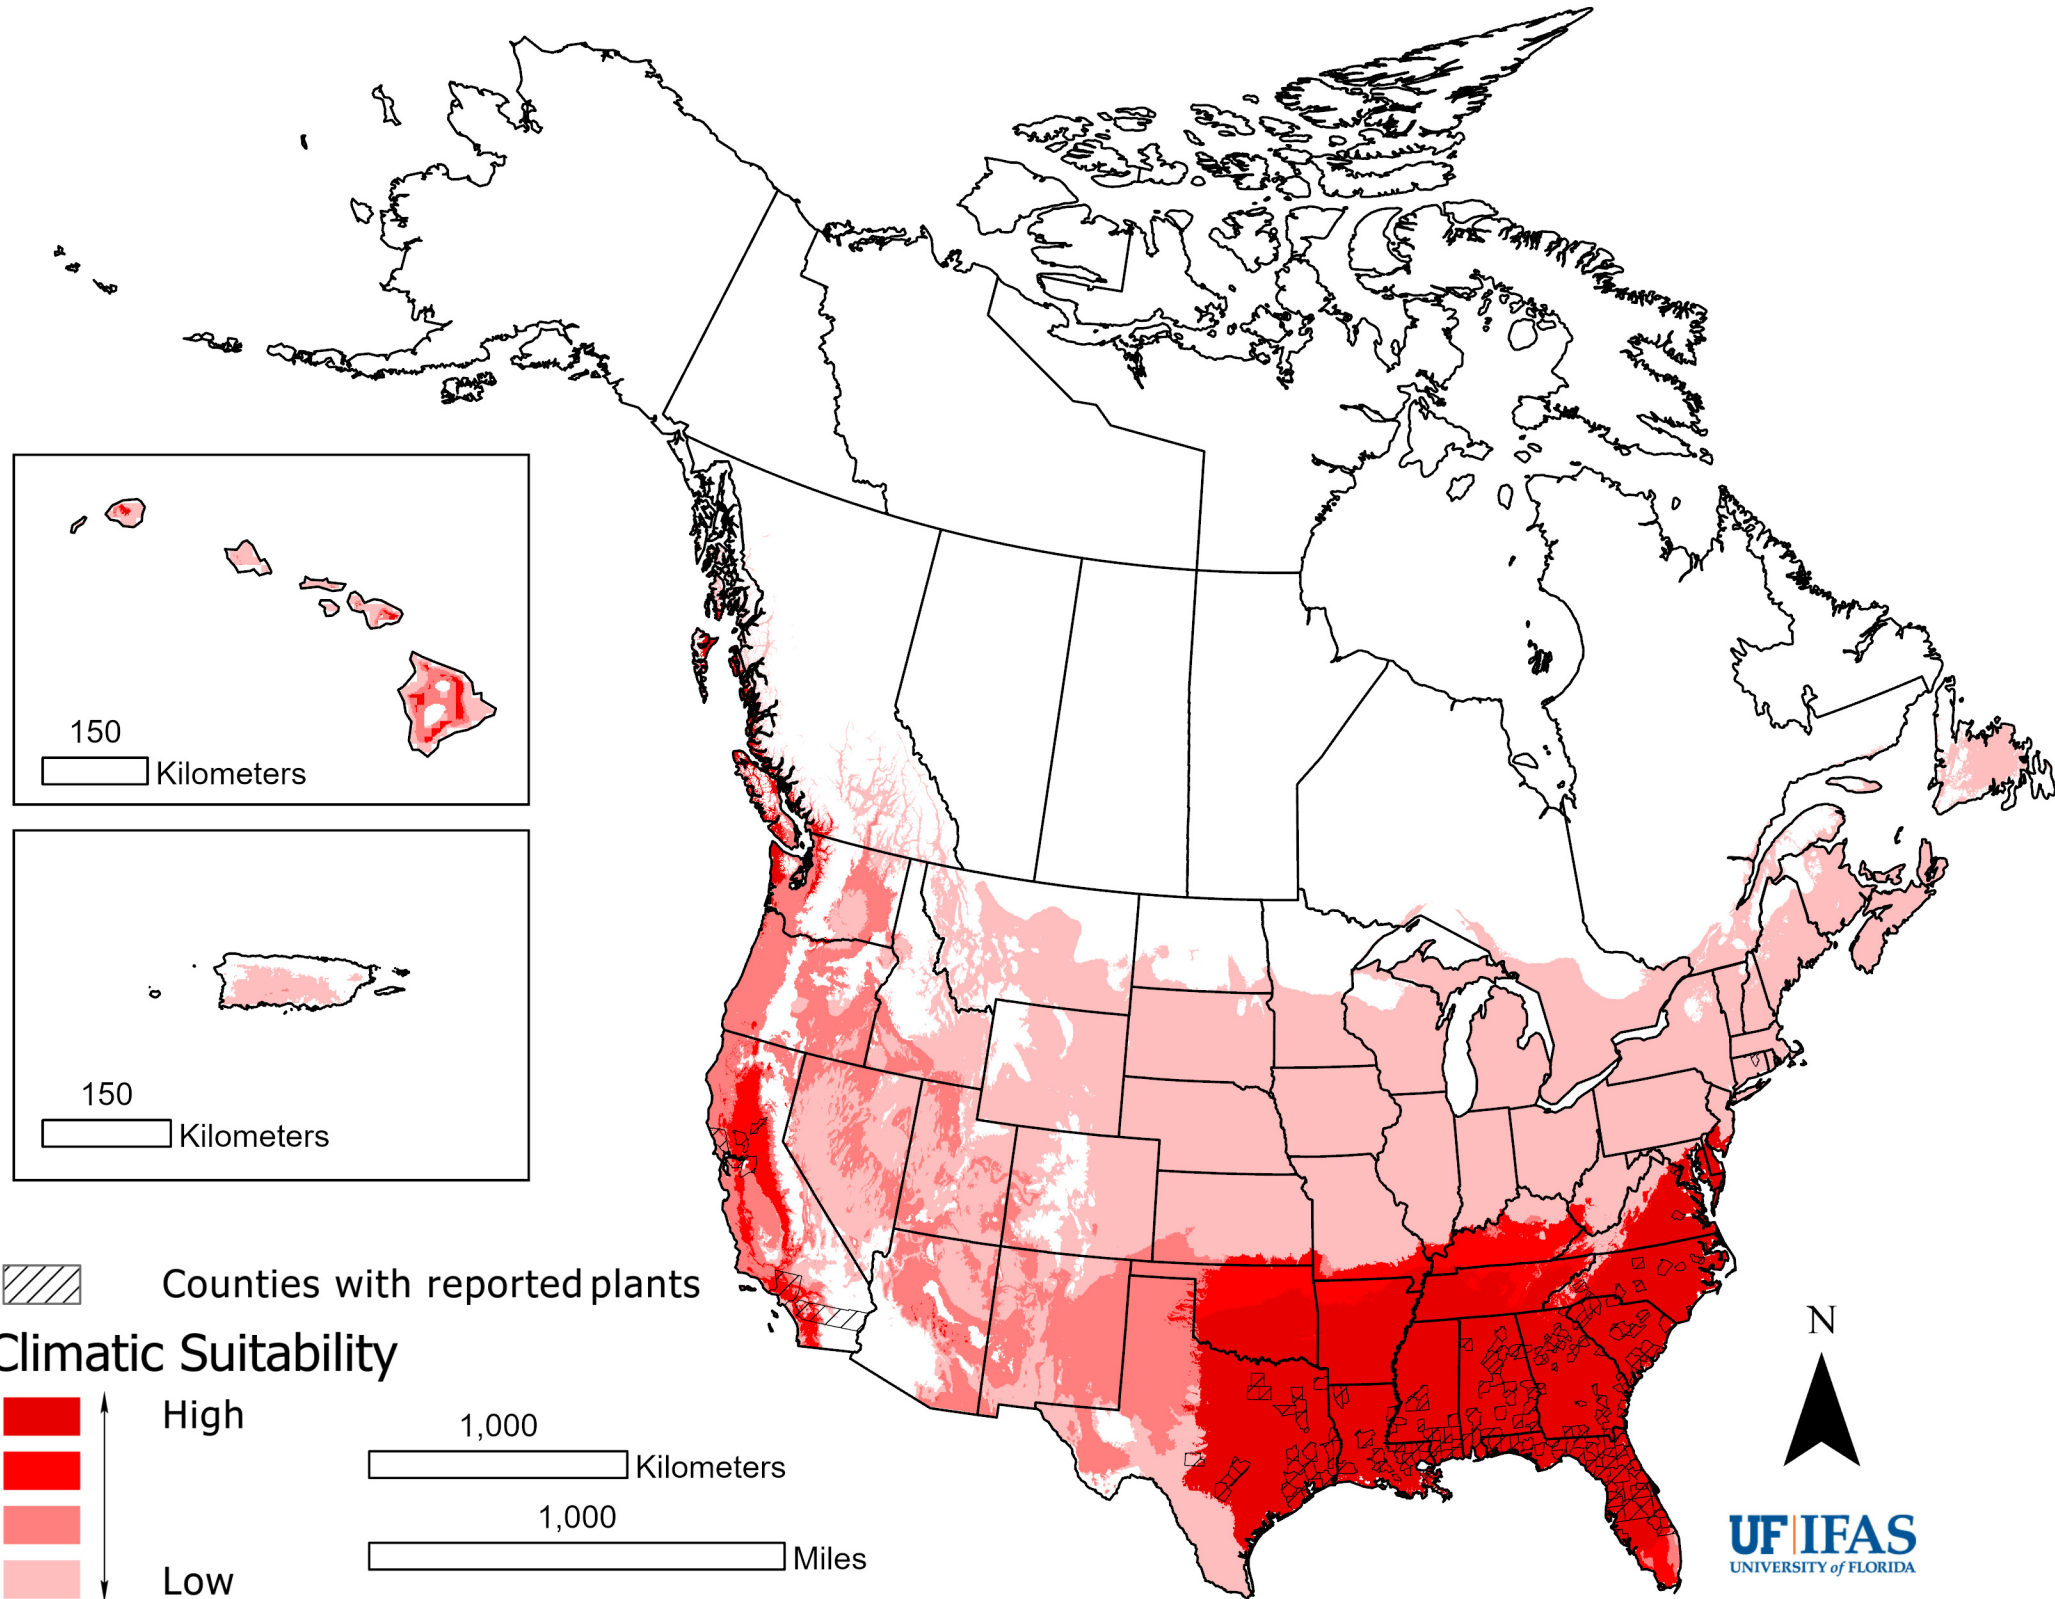 150
Kilometers
150
Kilometers
Counties with reported plants
Climatic Suitability
High
Low
1,000
Kilometers
1,000
Miles
N
UF|IFAS
UNIVERSITY of FLORIDA